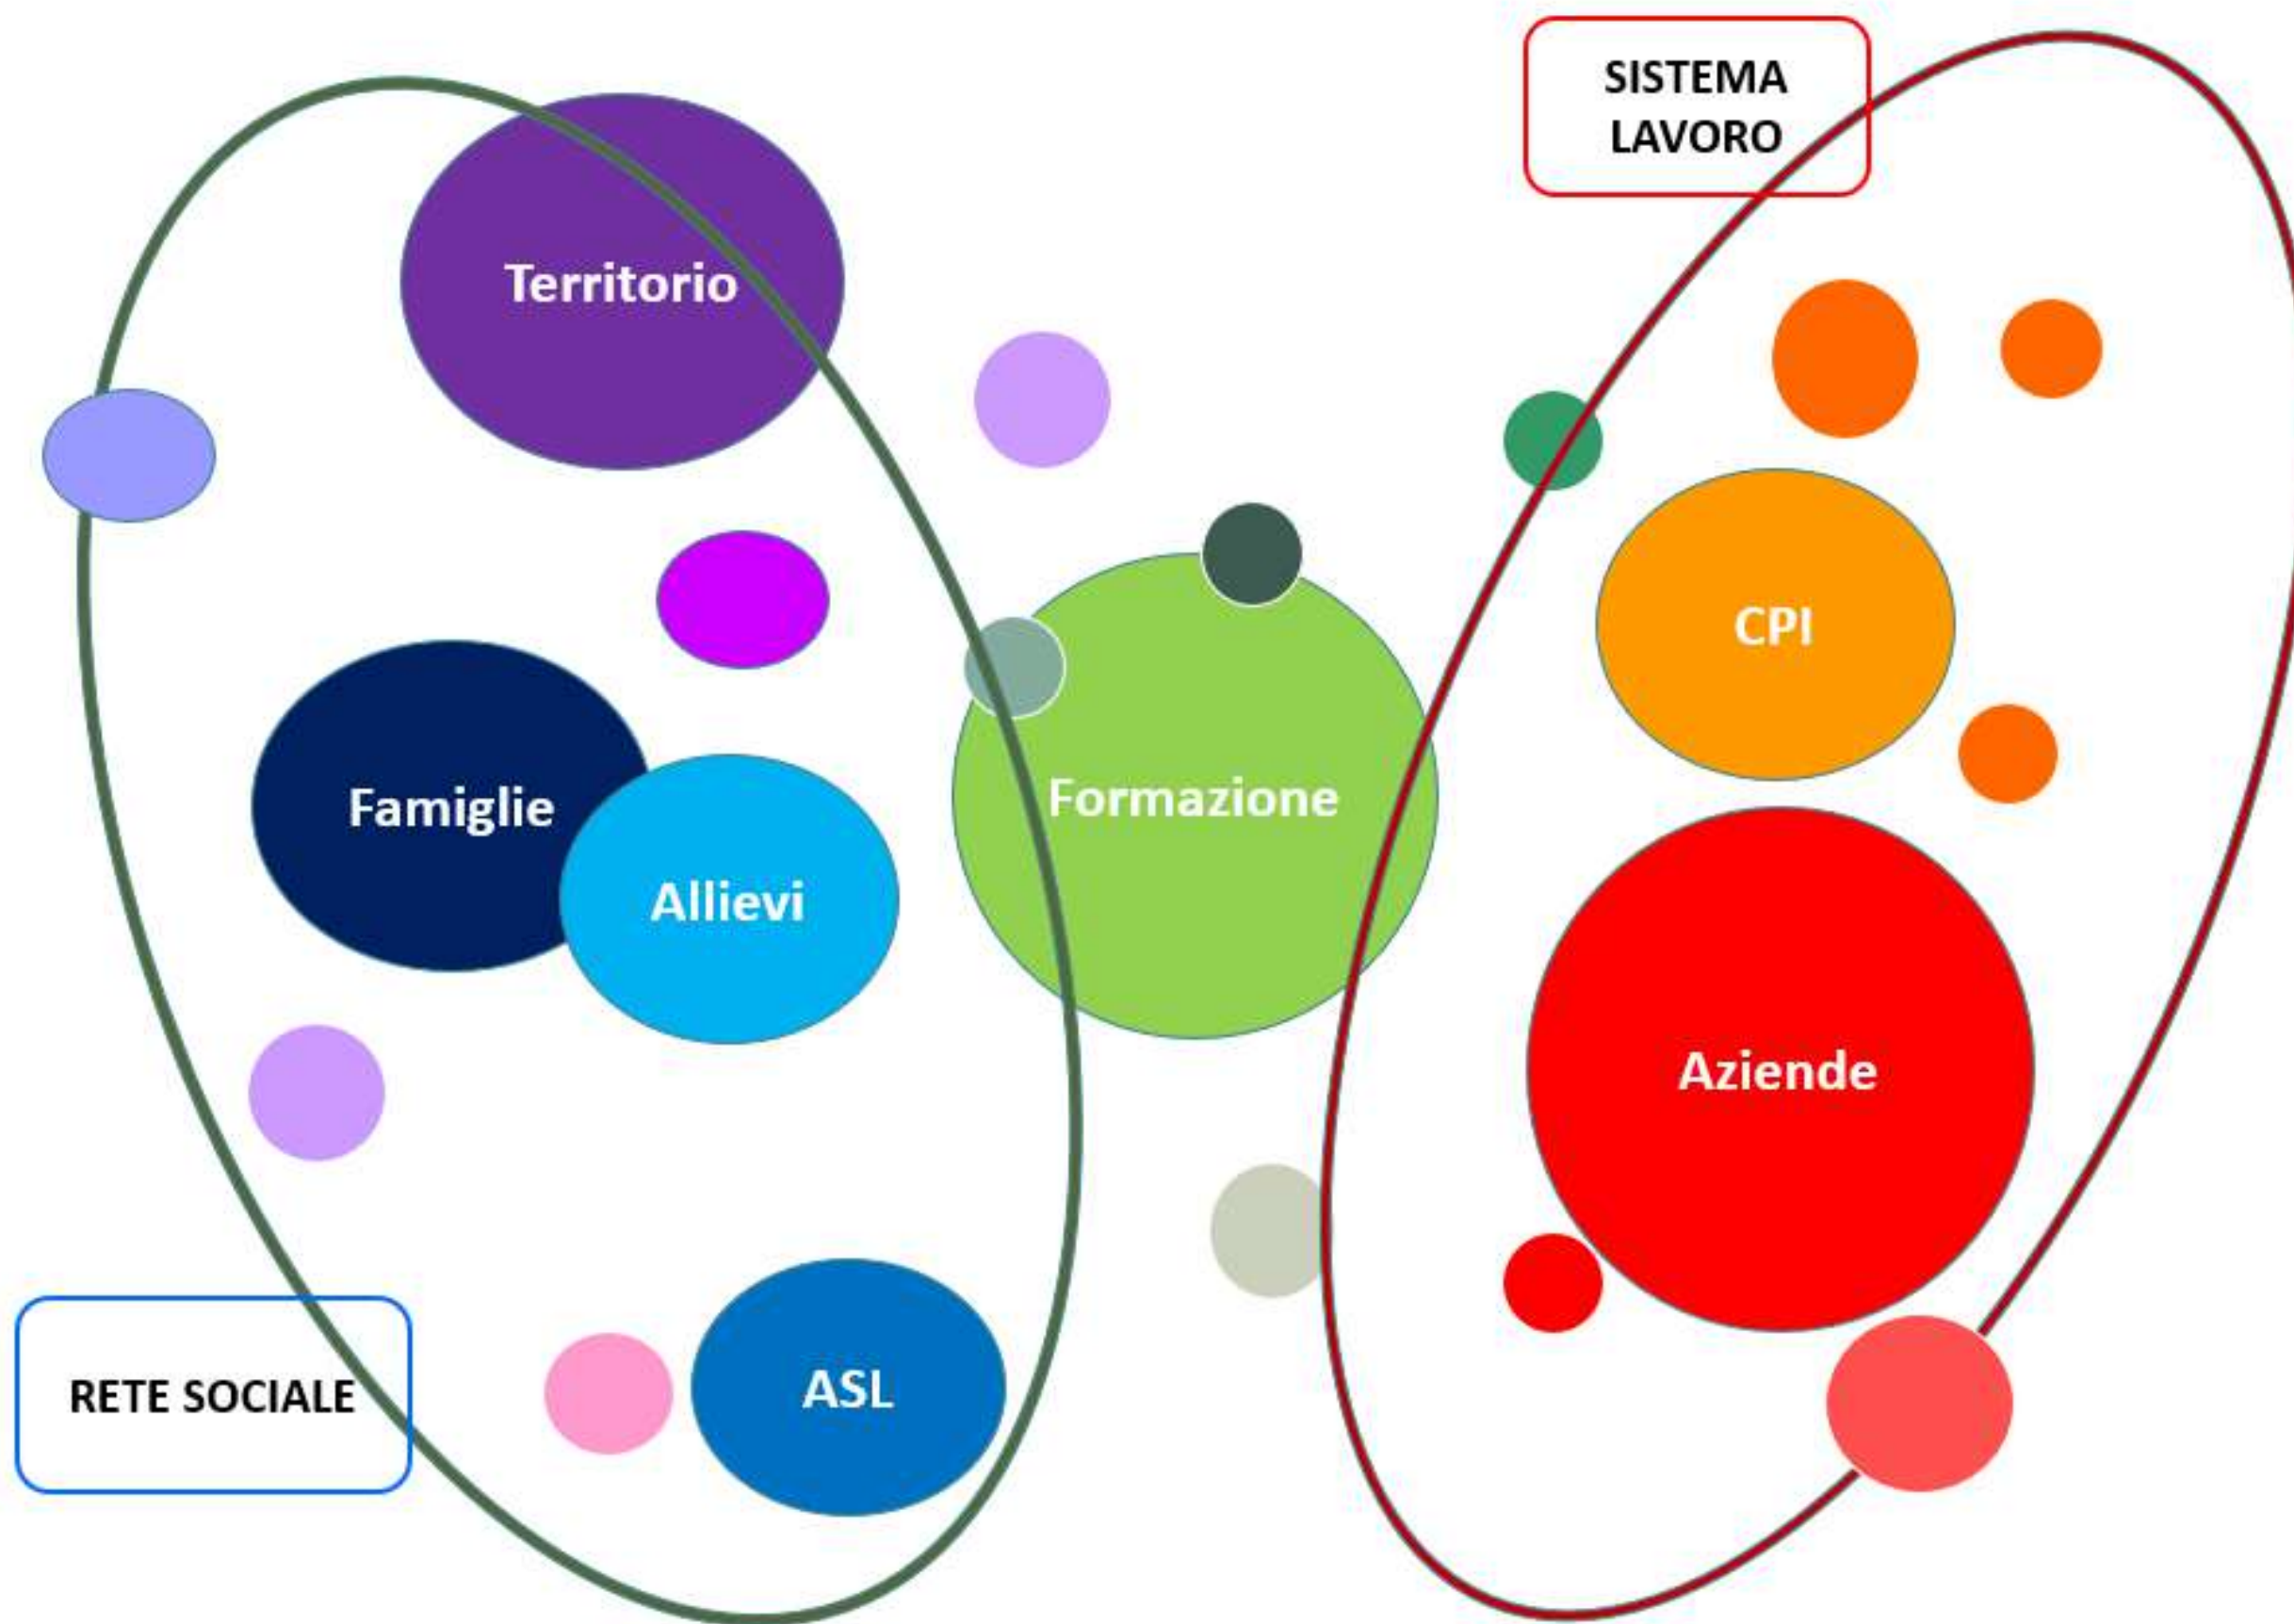 SISTEMA
LAVORO
Territorio
CPI
Famiglie
Formazione
Allievi
Aziende
RETE SOCIALE
ASL